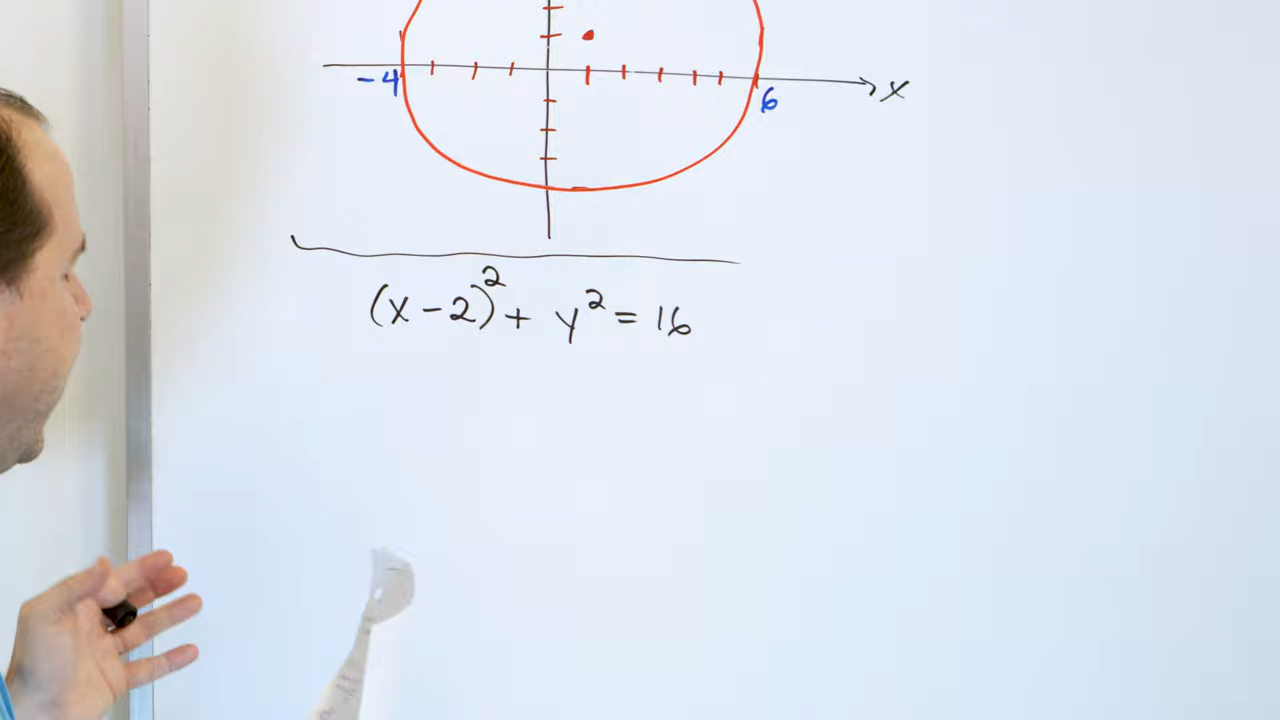 -4
6
x
(x-2)² + y² = 16